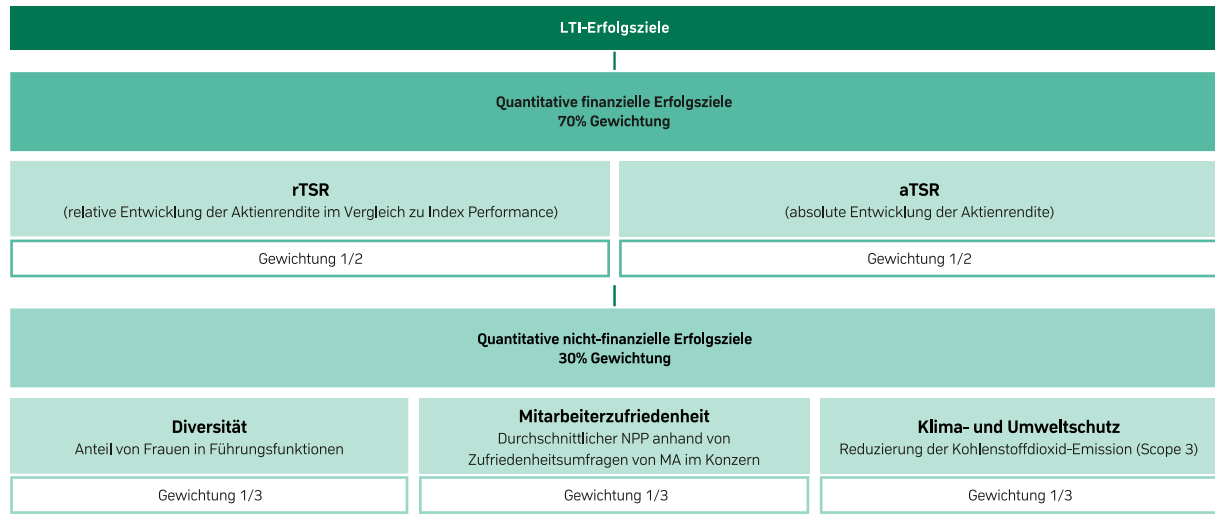 LTI-Erfolgsziele
Quantitative finanzielle Erfolgsziele
70% Gewichtung
rTSR
(relative Entwicklung der Aktienrendite im Vergleich zu Index Performance)
Gewichtung 1/2
aTSR
(absolute Entwicklung der Aktienrendite)
Gewichtung 1/2
Quantitative nicht-finanzielle Erfolgsziele
30% Gewichtung
Diversität
Anteil von Frauen in Führungsfunktionen
Gewichtung 1/3
Mitarbeiterzufriedenheit
Durchschnittlicher NPP anhand von
Zufriedenheitsumfragen von MA im Konzern
Gewichtung 1/3
Klima- und Umweltschutz
Reduzierung der Kohlenstoffdioxid-Emission (Scope 3)
Gewichtung 1/3